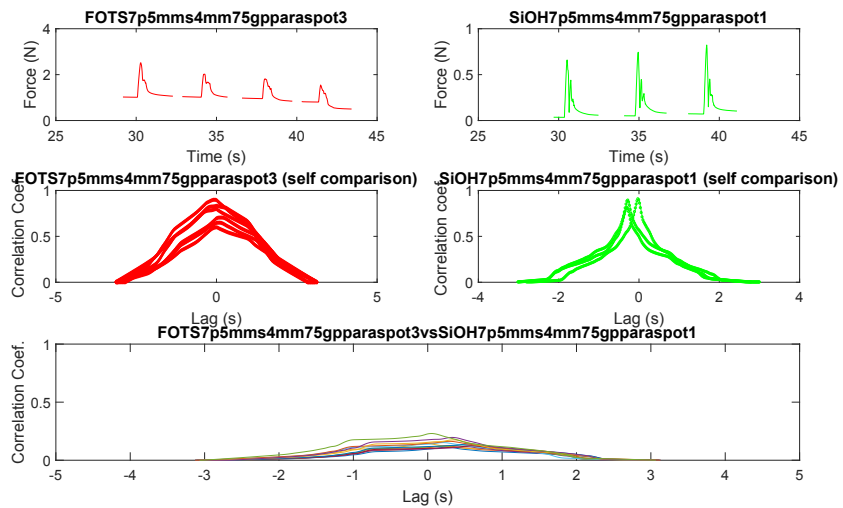 FOTS7p5mms4mm75gpparaspot3
Force (N)
4
2
0
25
30
35
40
45
Time (s)
SiOH7p5mms4mm75gpparaspot1
Force (N)
1
0.5
0
25
30
35
40
45
Time (s)
FOTS7p5mms4mm75gpparaspot3 (self comparison)
Correlation Coef.
1
0.5
0
-5
0
5
Lag (s)
SiOH7p5mms4mm75gpparaspot1 (self comparison)
Correlation coef.
1
0.5
0
-4
-2
0
2
4
Lag (s)
FOTS7p5mms4mm75gpparaspot3vsSiOH7p5mms4mm75gpparaspot1
Correlation Coef.
1
0.5
0
-5
-4
-3
-2
-1
0
1
2
3
4
5
Lag (s)